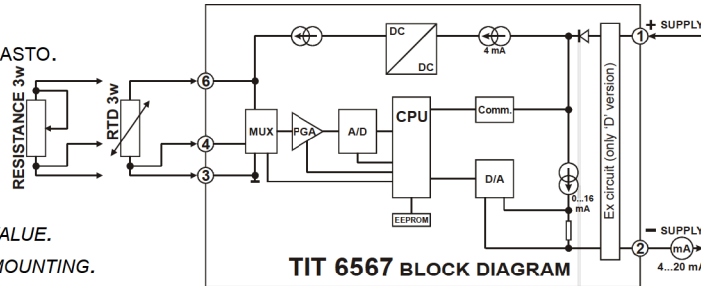 ASTO.
RESISTANCE 3w
RTD 3w
6
4
3
MUX
PGA
A/D
CPU
EEPROM
DC
DC
4 mA
Comm.
D/A
0...16
mA
Ex circuit (only 'D' version)
1
+ SUPPLY
2
− SUPPLY
mA
4...20 mA
ALUE.
MOUNTING.
TIT 6567 BLOCK DIAGRAM